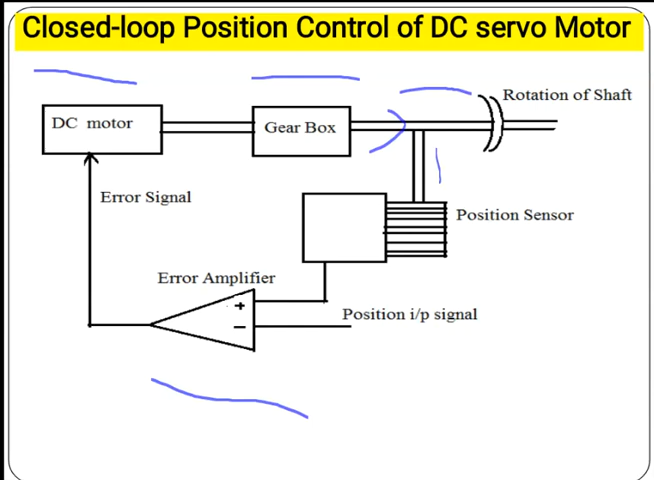 Closed-loop Position Control of DC servo Motor
Rotation of Shaft
DC motor
Gear Box
Error Signal
Position Sensor
Error Amplifier
+
Position i/p signal
−